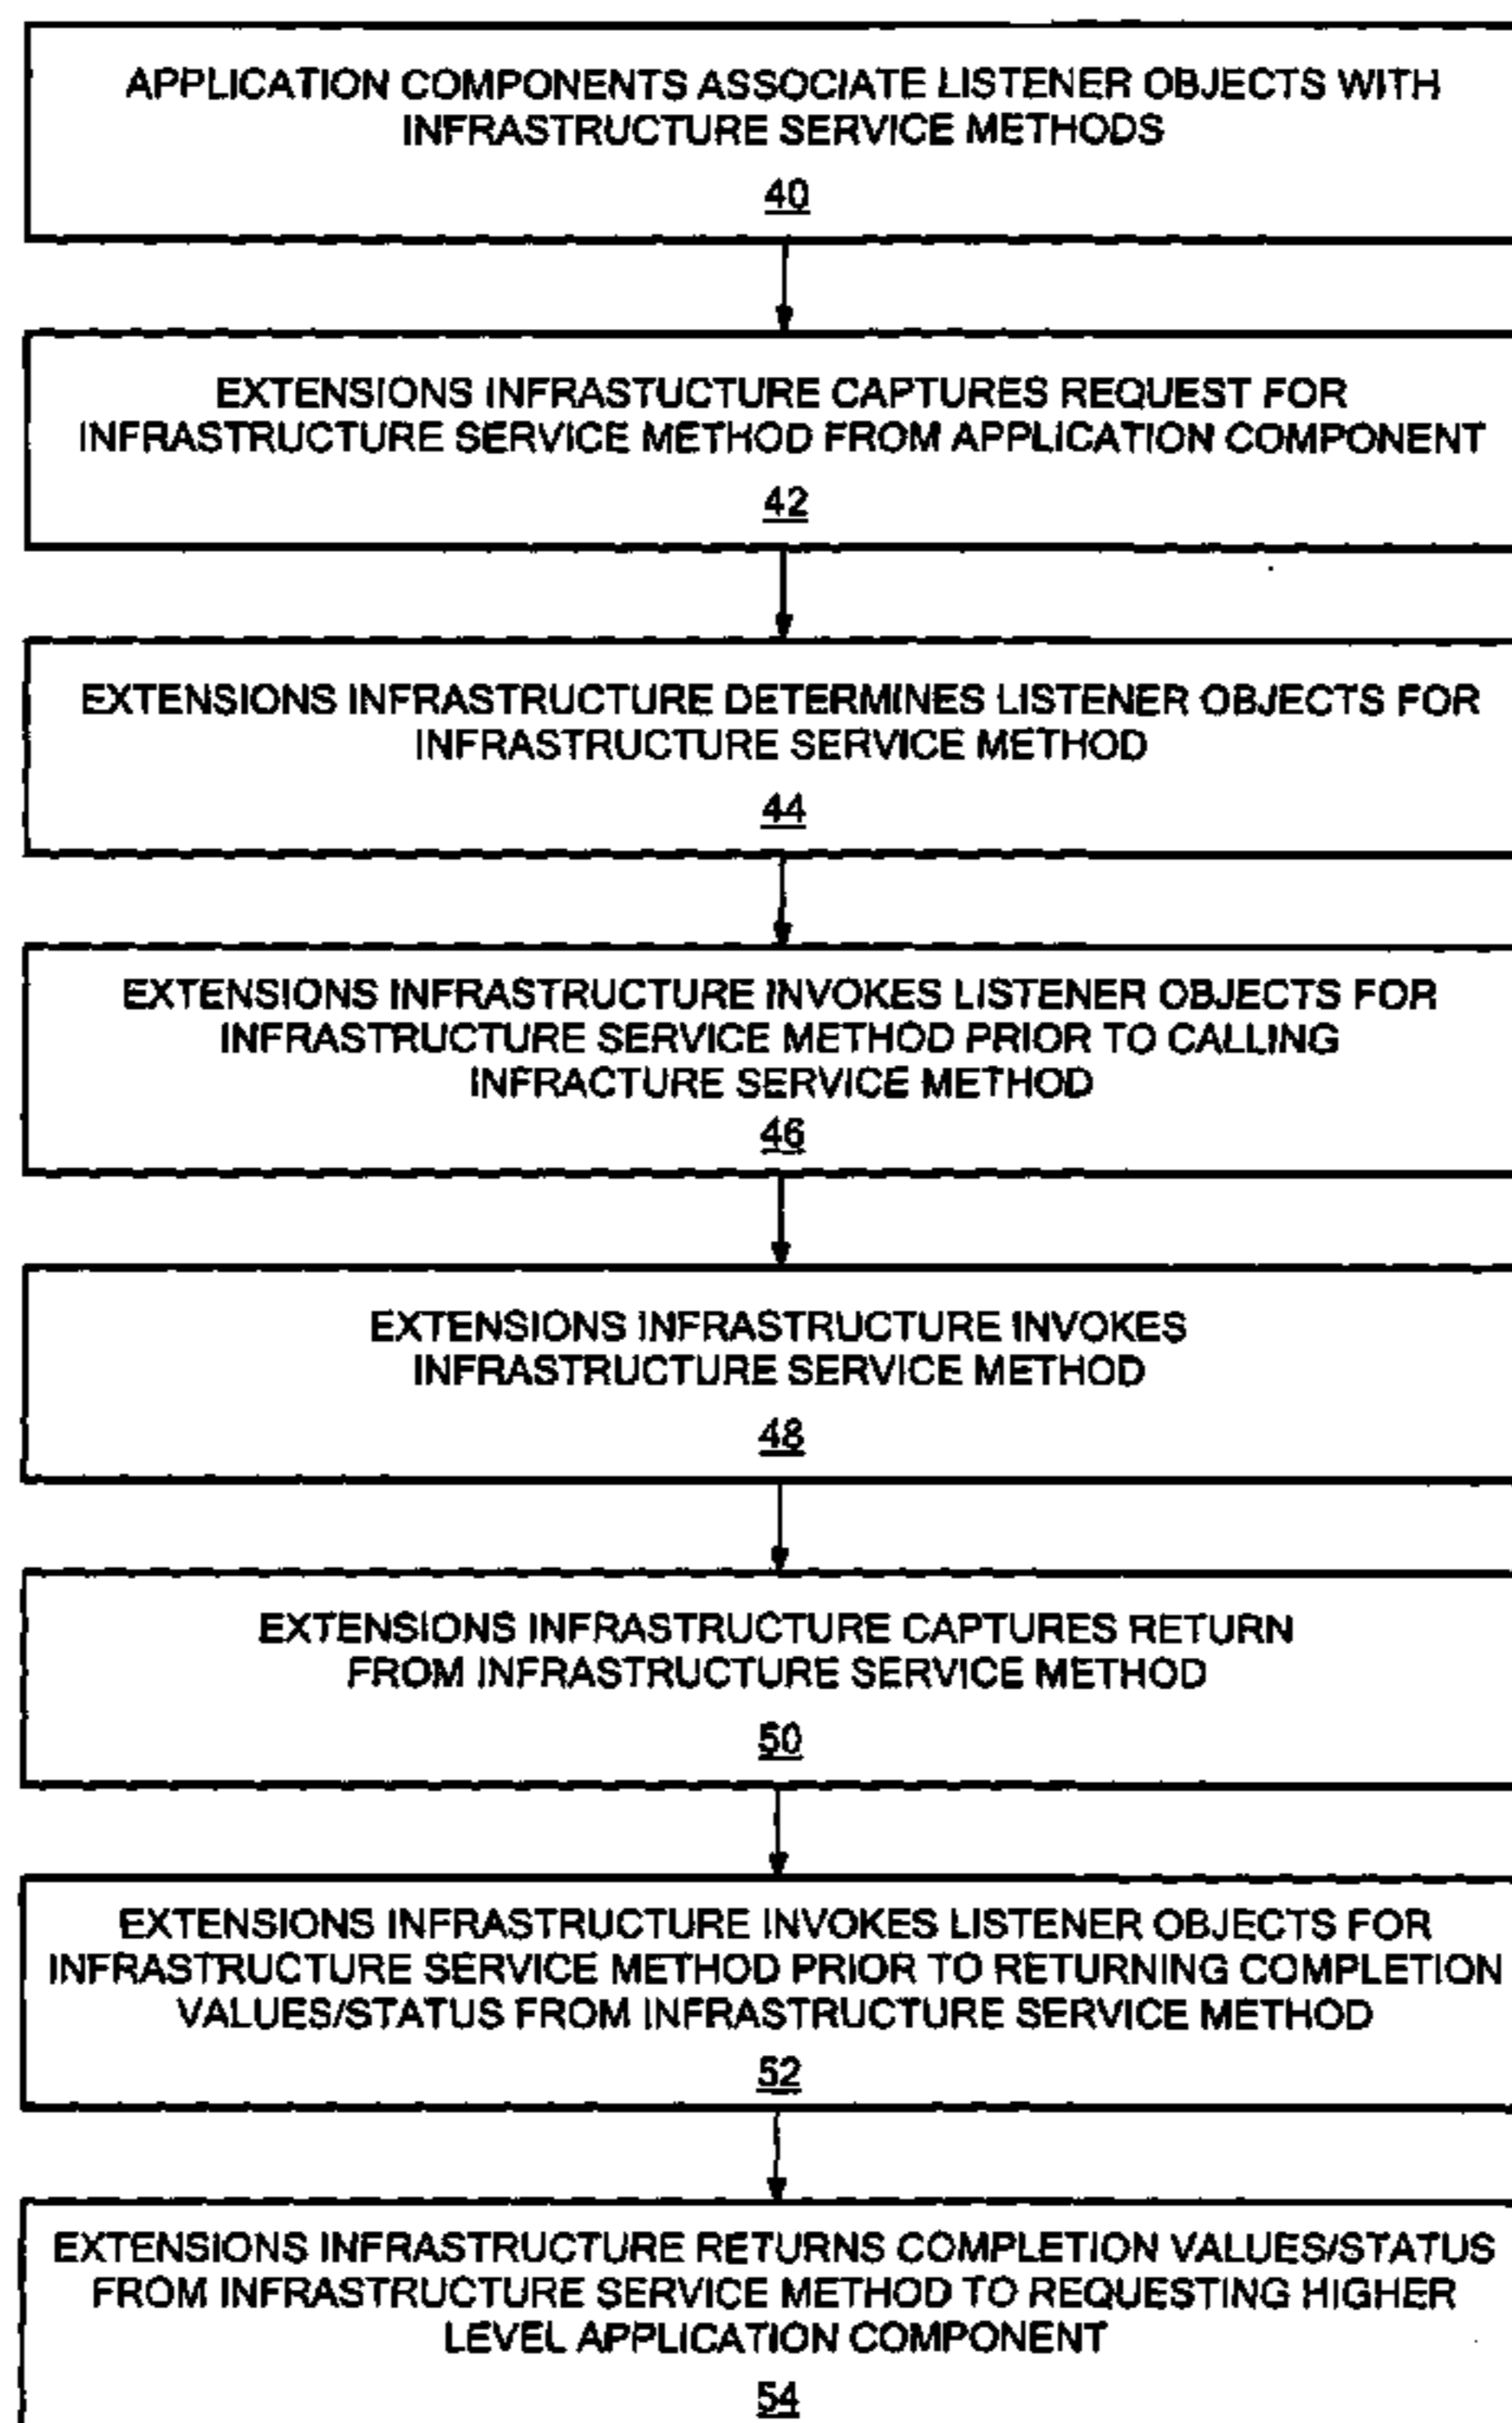 APPLICATION COMPONENTS ASSOCIATE LISTENER OBJECTS WITH
INFRASTRUCTURE SERVICE METHODS
40
EXTENSIONS INFRASTUCTURE CAPTURES REQUEST FOR
INFRASTRUCTURE SERVICE METHOD FROM APPLICATION COMPONENT
42
EXTENSIONS INFRASTRUCTURE DETERMINES LISTENER OBJECTS FOR
INFRASTRUCTURE SERVICE METHOD
44
EXTENSIONS INFRASTRUCTURE INVOKES LISTENER OBJECTS FOR
INFRASTRUCTURE SERVICE METHOD PRIOR TO CALLING
INFRACTURE SERVICE METHOD
46
EXTENSIONS INFRASTRUCTURE INVOKES
INFRASTRUCTURE SERVICE METHOD
48
EXTENSIONS INFRASTRUCTURE CAPTURES RETURN
FROM INFRASTRUCTURE SERVICE METHOD
50
EXTENSIONS INFRASTRUCTURE INVOKES LISTENER OBJECTS FOR
INFRASTRUCTURE SERVICE METHOD PRIOR TO RETURNING COMPLETION
VALUES/STATUS FROM INFRASTRUCTURE SERVICE METHOD
52
EXTENSIONS INFRASTRUCTURE RETURNS COMPLETION VALUES/STATUS
FROM INFRASTRUCTURE SERVICE METHOD TO REQUESTING HIGHER
LEVEL APPLICATION COMPONENT
54